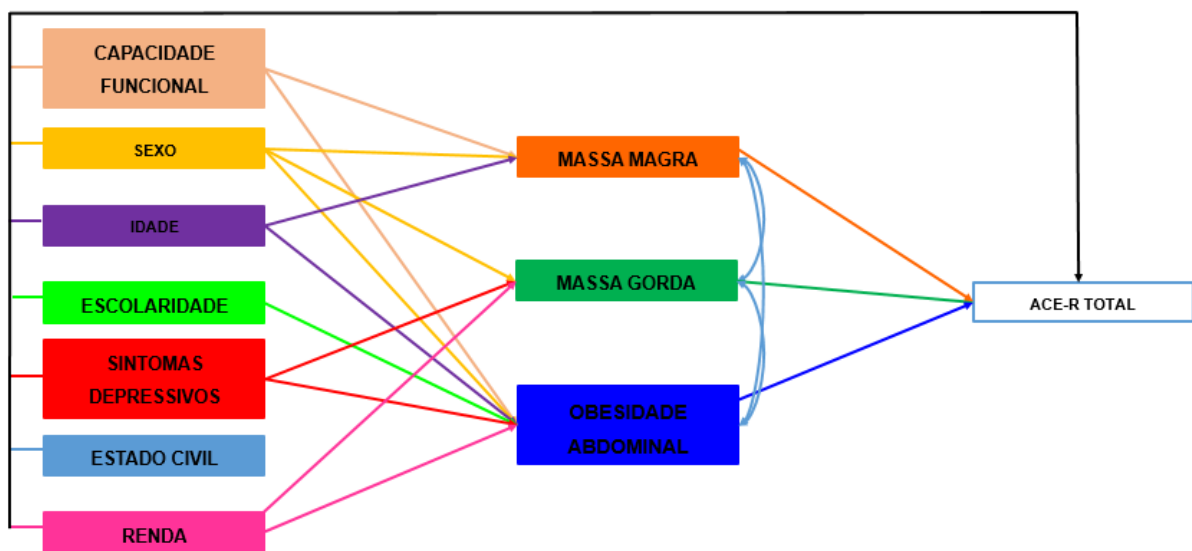 CAPACIDADE
FUNCIONAL
SEXO
IDADE
ESCOLARIDADE
SINTOMAS
DEPRESSIVOS
ESTADO CIVIL
RENDA
MASSA MAGRA
MASSA GORDA
OBESIDADE
ABDOMINAL
ACE-R TOTAL